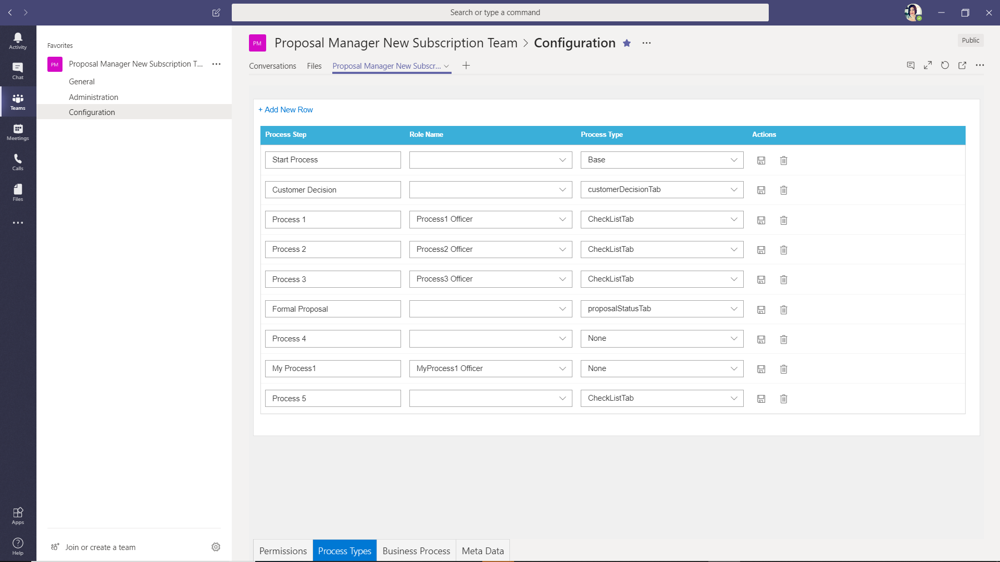 Search or type a command
Activity
Chat
Teams
Meetings
Calls
Files
Apps
Help
Favorites
PM Proposal Manager New Subscription T...
General
Administration
Configuration
Join or create a team
PM Proposal Manager New Subscription Team > Configuration
Public
Conversations Files Proposal Manager New Subscr...
+ Add New Row
Process Step Role Name Process Type Actions
Start Process Base
Customer Decision customerDecisionTab
Process 1 Process1 Officer CheckListTab
Process 2 Process2 Officer CheckListTab
Process 3 Process3 Officer CheckListTab
Formal Proposal proposalStatusTab
Process 4 None
My Process1 MyProcess1 Officer None
Process 5 CheckListTab
Permissions Process Types Business Process Meta Data